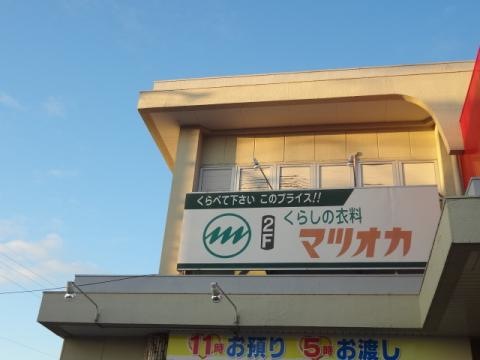 くらべて下さい このプライス!!
2F
くらしの衣料
マツオカ
11時お預り 5時お渡し